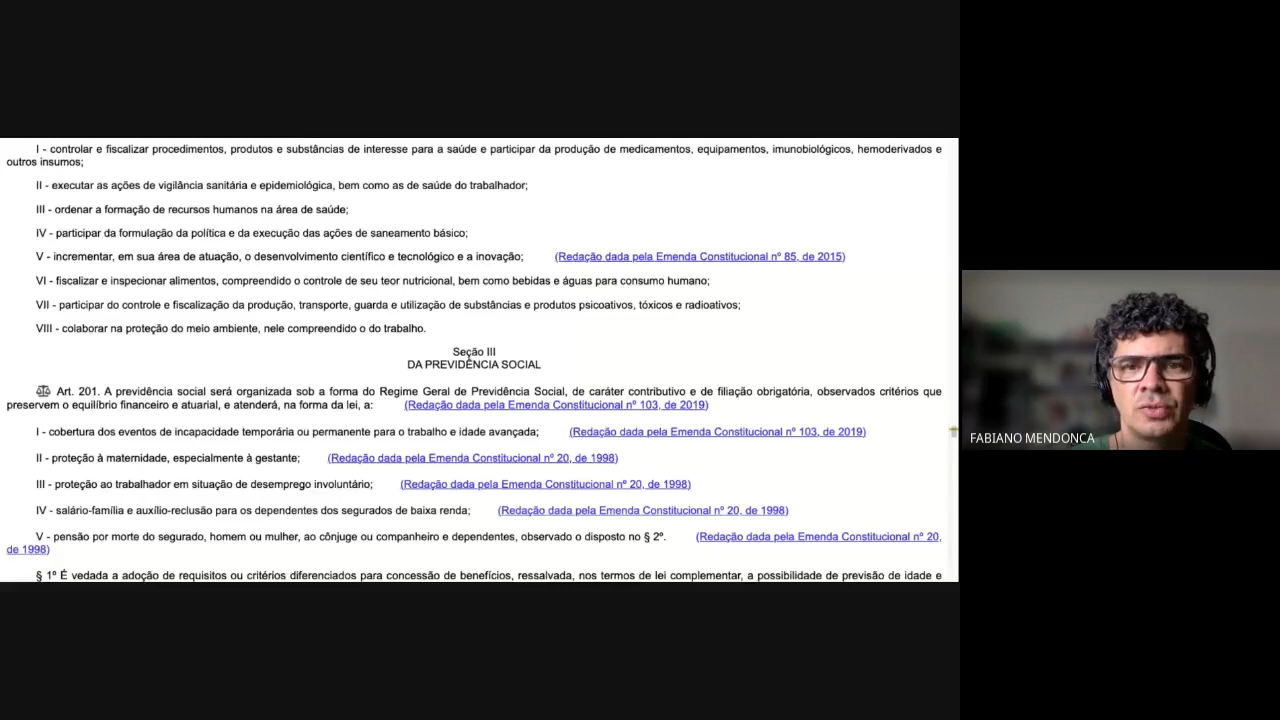 I - controlar e fiscalizar procedimentos, produtos e substâncias de interesse para a saúde e participar da produção de medicamentos, equipamentos, imunobiológicos, hemoderivados e
outros insumos;
II - executar as ações de vigilância sanitária e epidemiológica, bem como as de saúde do trabalhador;
III - ordenar a formação de recursos humanos na área de saúde;
IV - participar da formulação da política e da execução das ações de saneamento básico;
V - incrementar, em sua área de atuação, o desenvolvimento científico e tecnológico e a inovação; (Redação dada pela Emenda Constitucional nº 85, de 2015)
VI - fiscalizar e inspecionar alimentos, compreendido o controle de seu teor nutricional, bem como bebidas e águas para consumo humano;
VII - participar do controle e fiscalização da produção, transporte, guarda e utilização de substâncias e produtos psicoativos, tóxicos e radioativos;
VIII - colaborar na proteção do meio ambiente, nele compreendido o do trabalho.
Seção III
DA PREVIDÊNCIA SOCIAL
Art. 201. A previdência social será organizada sob a forma do Regime Geral de Previdência Social, de caráter contributivo e de filiação obrigatória, observados critérios que
preservem o equilíbrio financeiro e atuarial, e atenderá, na forma da lei, a: (Redação dada pela Emenda Constitucional nº 103, de 2019)
I - cobertura dos eventos de incapacidade temporária ou permanente para o trabalho e idade avançada; (Redação dada pela Emenda Constitucional nº 103, de 2019)
II - proteção à maternidade, especialmente à gestante; (Redação dada pela Emenda Constitucional nº 20, de 1998)
III - proteção ao trabalhador em situação de desemprego involuntário; (Redação dada pela Emenda Constitucional nº 20, de 1998)
IV - salário-família e auxílio-reclusão para os dependentes dos segurados de baixa renda; (Redação dada pela Emenda Constitucional nº 20, de 1998)
V - pensão por morte do segurado, homem ou mulher, ao cônjuge ou companheiro e dependentes, observado o disposto no § 2º. (Redação dada pela Emenda Constitucional nº 20,
de 1998)
§ 1º É vedada a adoção de requisitos ou critérios diferenciados para concessão de benefícios, ressalvada, nos termos de lei complementar, a possibilidade de previsão de idade e
FABIANO MENDONCA